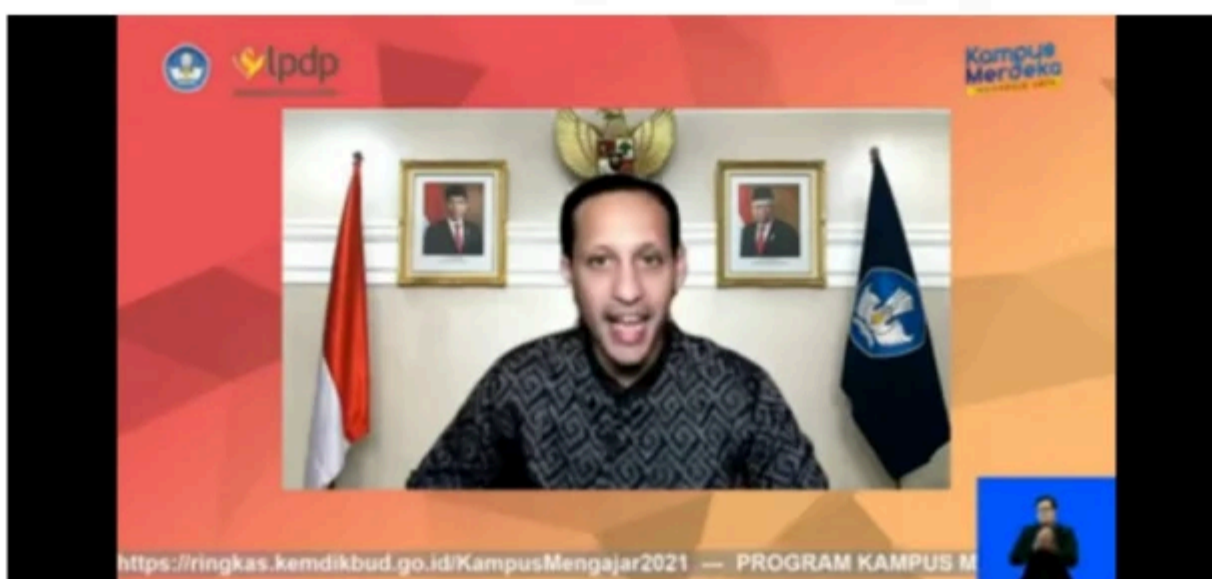 lpdp
Kampus
Merdeka
https://ringkas.kemdikbud.go.id/KampusMengajar2021 — PROGRAM KAMPUS M